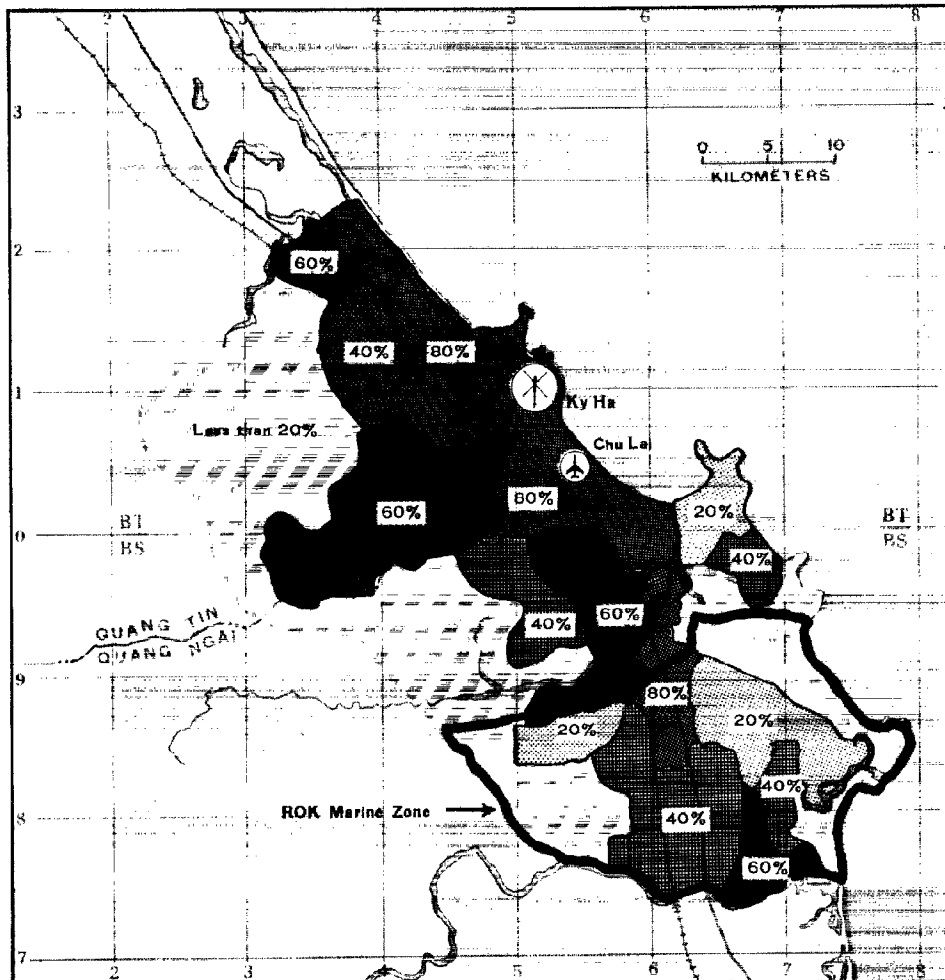 2 3 4 5 6 7 8
3
0 5 10
KILOMETERS
2
60%
40% 80%
1
Ky Ha
Less than 20%
Chu Lai
60% 80% 20%
BT BT
0
BS BS
40%
QUANG TIN
QUANG NGAI
40% 60%
9
80%
20% 20%
40%
ROK Marine Zone
8
40%
60%
7
2 3 4 5 6 7 8